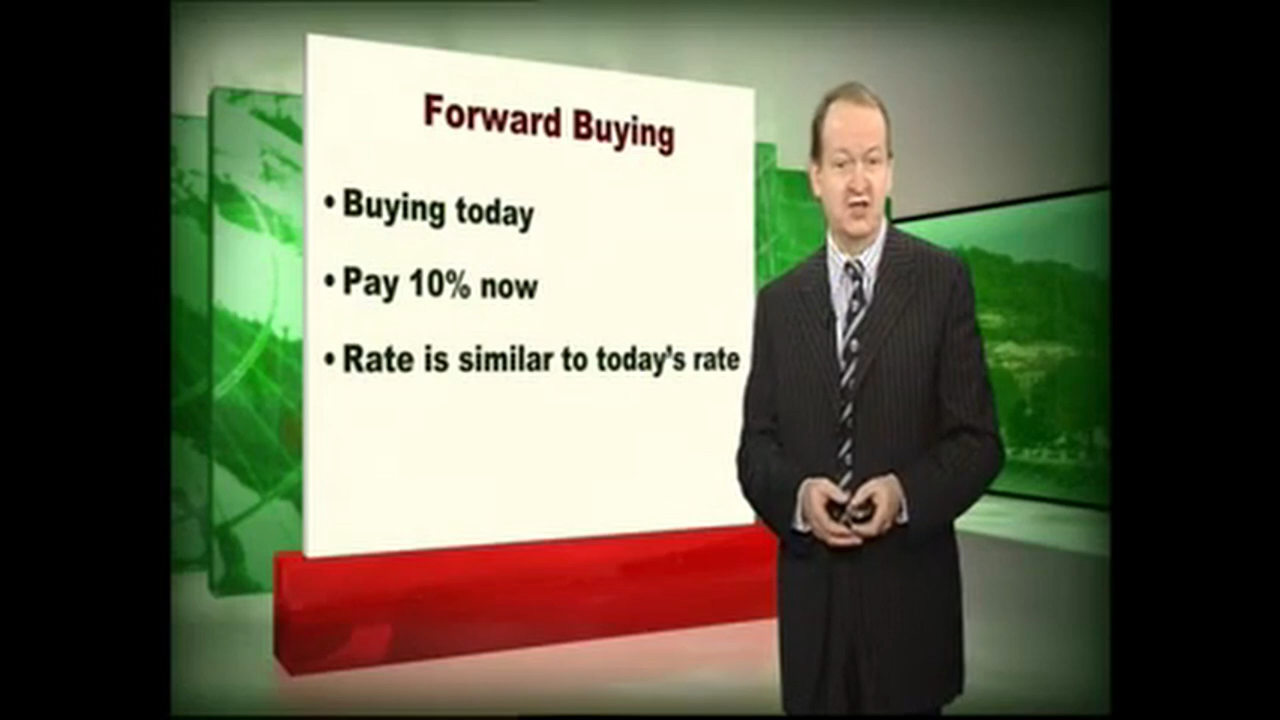 Forward Buying
• Buying today
• Pay 10% now
• Rate is similar to today's rate